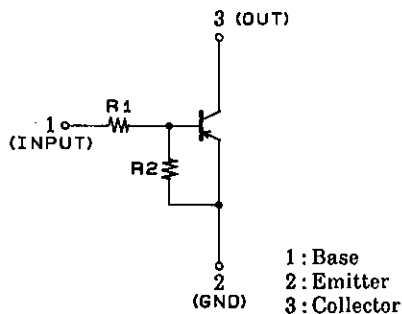 3 (OUT)
R1
1
(INPUT)
R2
2
(GND)
1 : Base
2 : Emitter
3 : Collector